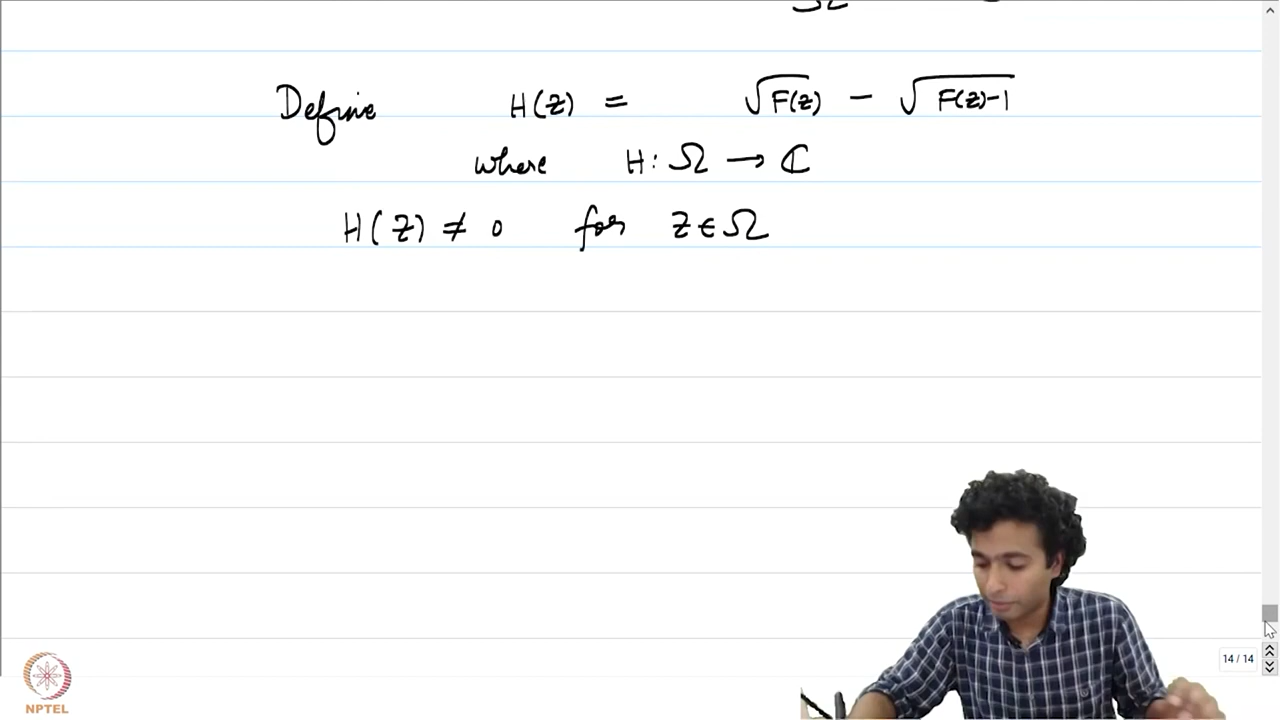 Ω
Define H(z) = √F(z) − √F(z)-1
where H: Ω → ℂ
H(z) ≠ 0 for z ∈ Ω
14 / 14
NPTEL